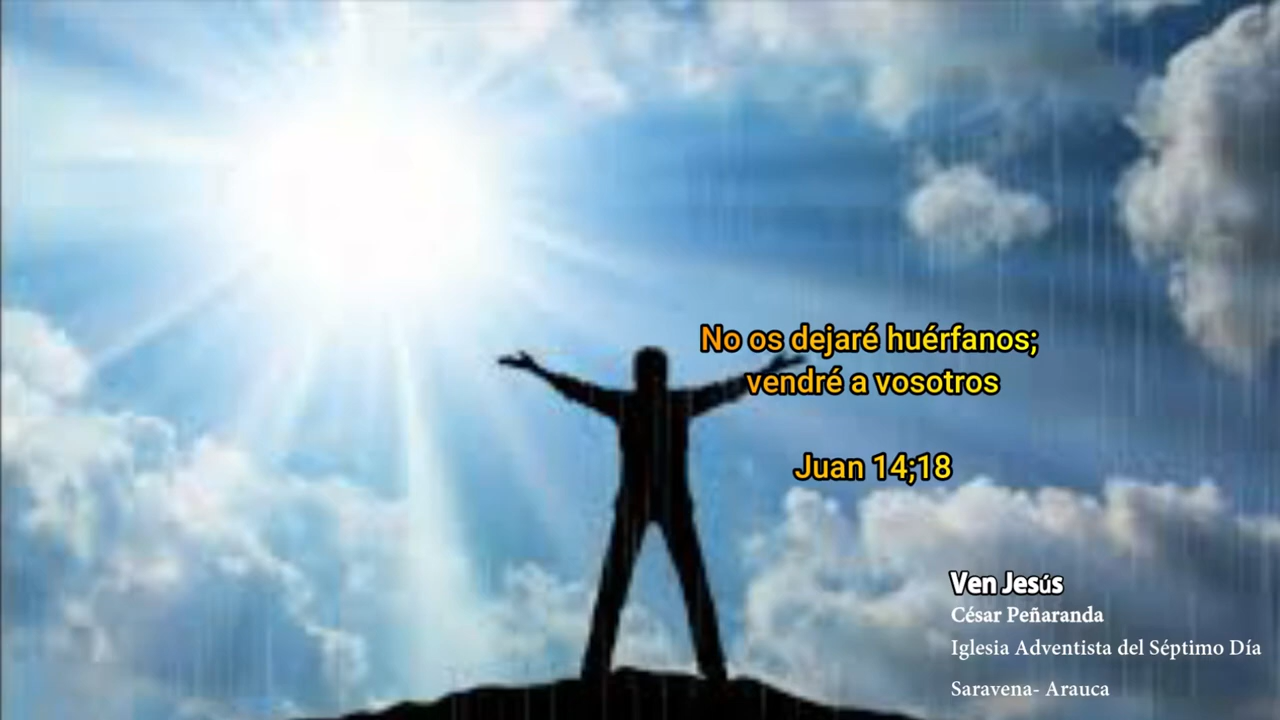 No os dejaré huérfanos;
vendré a vosotros
Juan 14;18
Ven Jesús
César Peñaranda
Iglesia Adventista del Séptimo Día
Saravena- Arauca